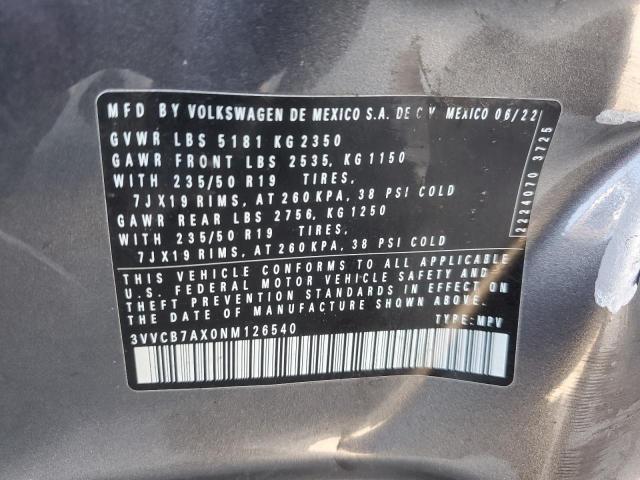 MFD BY VOLKSWAGEN DE MEXICO S.A. DE C.V. MEXICO 06/22
GVWR LBS 5181 KG 2350
GAWR FRONT LBS 2535, KG 1150
WITH 235/50 R19 TIRES,
7JX19 RIMS, AT 260 KPA, 38 PSI COLD
GAWR REAR LBS 2756, KG 1250
WITH 235/50 R19 TIRES,
7JX19 RIMS, AT 260 KPA, 38 PSI COLD
THIS VEHICLE CONFORMS TO ALL APPLICABLE
U.S. FEDERAL MOTOR VEHICLE SAFETY AND
THEFT PREVENTION STANDARDS IN EFFECT ON
THE DATE OF MANUFACTURE SHOWN ABOVE.
3VVCB7AX0NM126540 TYPE: MPV
2224070 3725